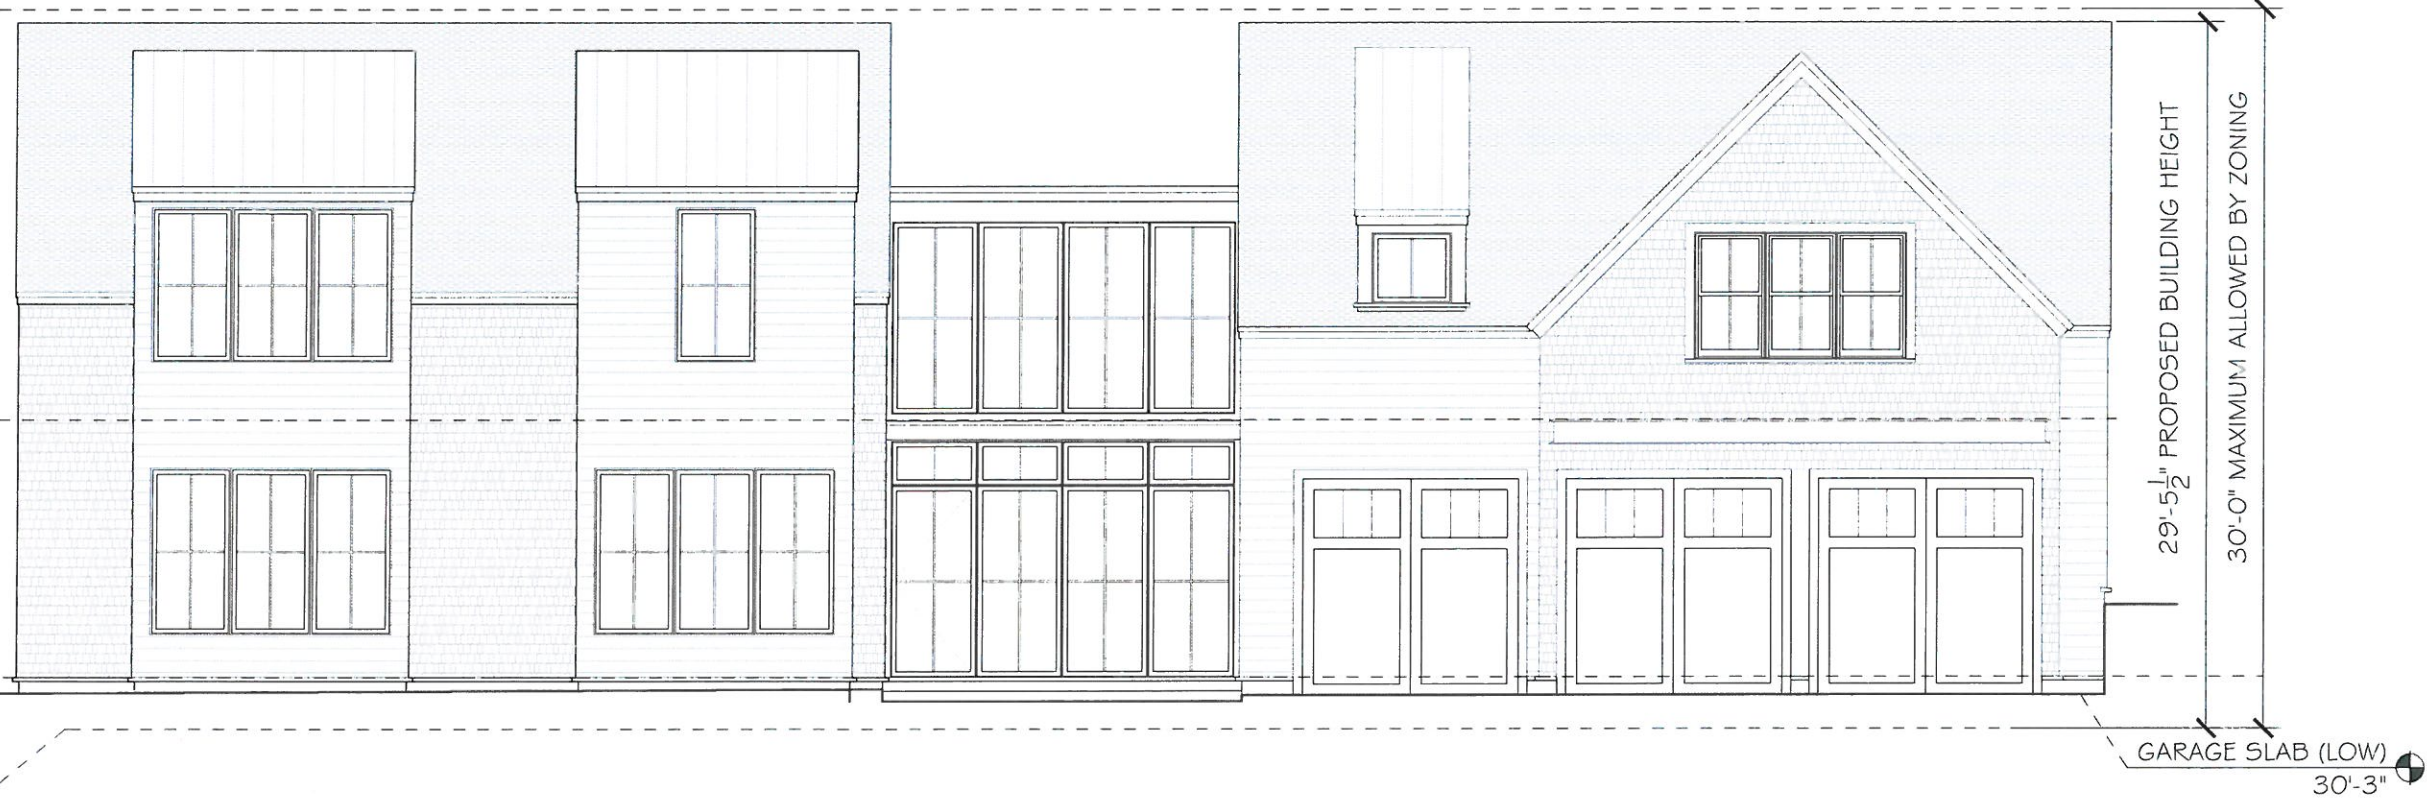 29'-5 1/2" PROPOSED BUILDING HEIGHT
30'-0" MAXIMUM ALLOWED BY ZONING
GARAGE SLAB (LOW)
30'-3"